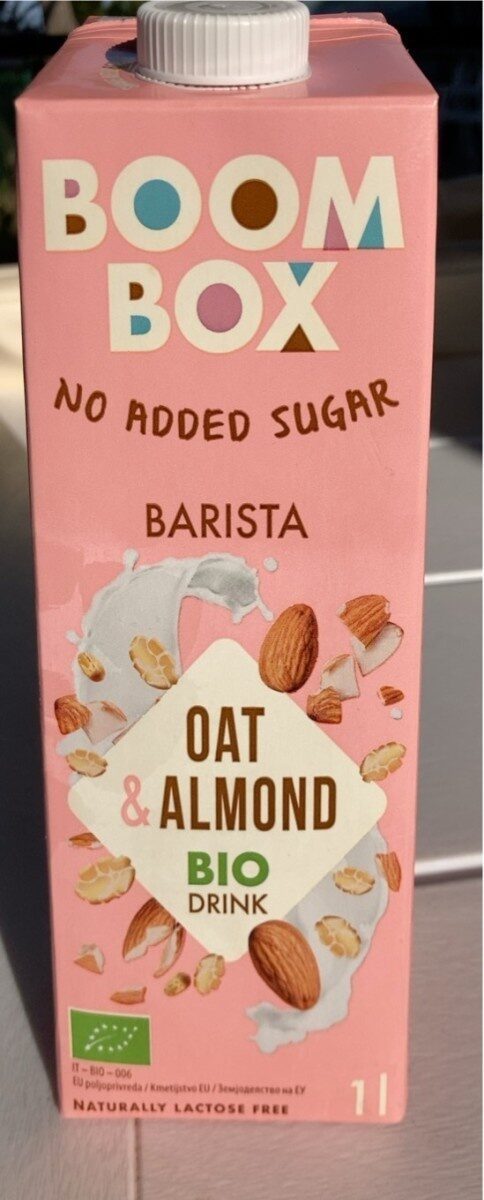 BOOM
BOX
NO ADDED SUGAR
BARISTA
OAT
& ALMOND
BIO
DRINK
IT – BIO – 006
EU poljoprivreda / Kmetijstvo EU / Земјоделство на ЕУ
NATURALLY LACTOSE FREE
1l